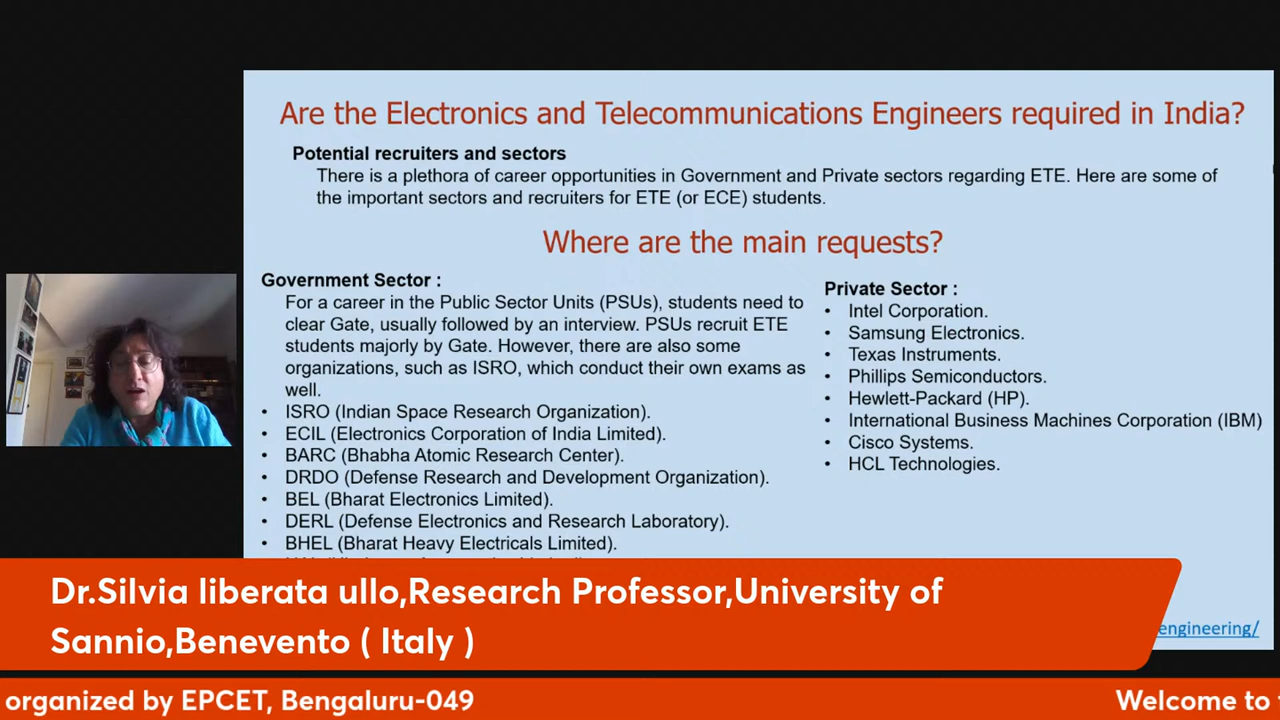 Are the Electronics and Telecommunications Engineers required in India?
Potential recruiters and sectors
There is a plethora of career opportunities in Government and Private sectors regarding ETE. Here are some of
the important sectors and recruiters for ETE (or ECE) students.
Where are the main requests?
Government Sector :
For a career in the Public Sector Units (PSUs), students need to
clear Gate, usually followed by an interview. PSUs recruit ETE
students majorly by Gate. However, there are also some
organizations, such as ISRO, which conduct their own exams as
well.
• ISRO (Indian Space Research Organization).
• ECIL (Electronics Corporation of India Limited).
• BARC (Bhabha Atomic Research Center).
• DRDO (Defense Research and Development Organization).
• BEL (Bharat Electronics Limited).
• DERL (Defense Electronics and Research Laboratory).
• BHEL (Bharat Heavy Electricals Limited).
Private Sector :
• Intel Corporation.
• Samsung Electronics.
• Texas Instruments.
• Phillips Semiconductors.
• Hewlett-Packard (HP).
• International Business Machines Corporation (IBM)
• Cisco Systems.
• HCL Technologies.
engineering/
Dr.Silvia liberata ullo,Research Professor,University of
Sannio,Benevento ( Italy )
organized by EPCET, Bengaluru-049
Welcome to